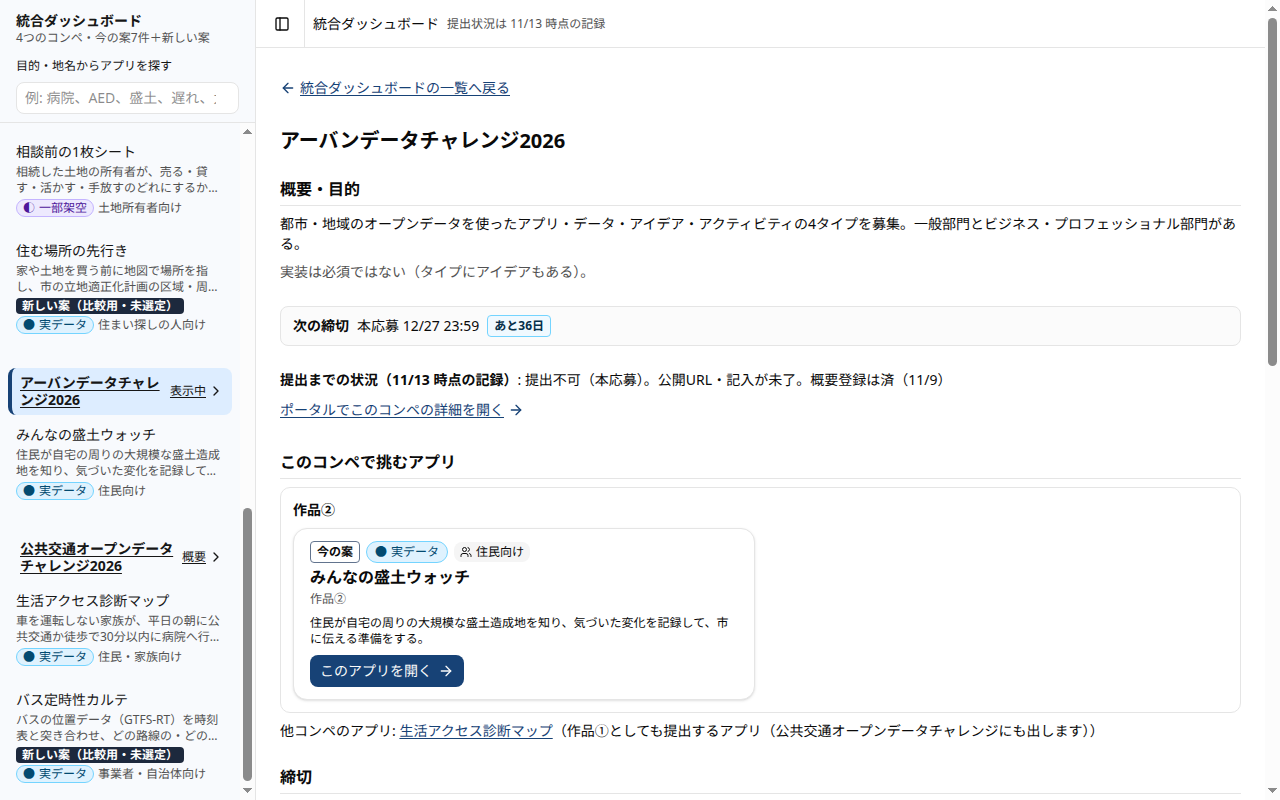 統合ダッシュボード
4つのコンペ・今の案7件＋新しい案
目的・地名からアプリを探す
例: 病院、AED、盛土、遅れ、
相談前の1枚シート
相続した土地の所有者が、売る・貸
す・活かす・手放すのどれにするか…
一部架空 土地所有者向け
住む場所の先行き
家や土地を買う前に地図で場所を指
し、市の立地適正化計画の区域・周…
新しい案（比較用・未選定）
実データ 住まい探しの人向け
アーバンデータチャレ
ンジ2026
表示中
みんなの盛土ウォッチ
住民が自宅の周りの大規模な盛土造成
地を知り、気づいた変化を記録して…
実データ 住民向け
公共交通オープンデータ
チャレンジ2026
概要
生活アクセス診断マップ
車を運転しない家族が、平日の朝に公
共交通か徒歩で30分以内に病院へ行…
実データ 住民・家族向け
バス定時性カルテ
バスの位置データ（GTFS-RT）を時刻
表と突き合わせ、どの路線の・どの…
新しい案（比較用・未選定）
実データ 事業者・自治体向け
統合ダッシュボード 提出状況は 11/13 時点の記録
← 統合ダッシュボードの一覧へ戻る
アーバンデータチャレンジ2026
概要・目的
都市・地域のオープンデータを使ったアプリ・データ・アイデア・アクティビティの4タイプを募集。一般部門とビジネス・プロフェッショナル部門があ
る。
実装は必須ではない（タイプにアイデアもある）。
次の締切 本応募 12/27 23:59 あと36日
提出までの状況（11/13 時点の記録）: 提出不可（本応募）。公開URL・記入が未了。概要登録は済（11/9）
ポータルでこのコンペの詳細を開く →
このコンペで挑むアプリ
作品②
今の案 実データ 住民向け
みんなの盛土ウォッチ
作品②
住民が自宅の周りの大規模な盛土造成地を知り、気づいた変化を記録して、市
に伝える準備をする。
このアプリを開く →
他コンペのアプリ: 生活アクセス診断マップ（作品①としても提出するアプリ（公共交通オープンデータチャレンジにも出します））
締切